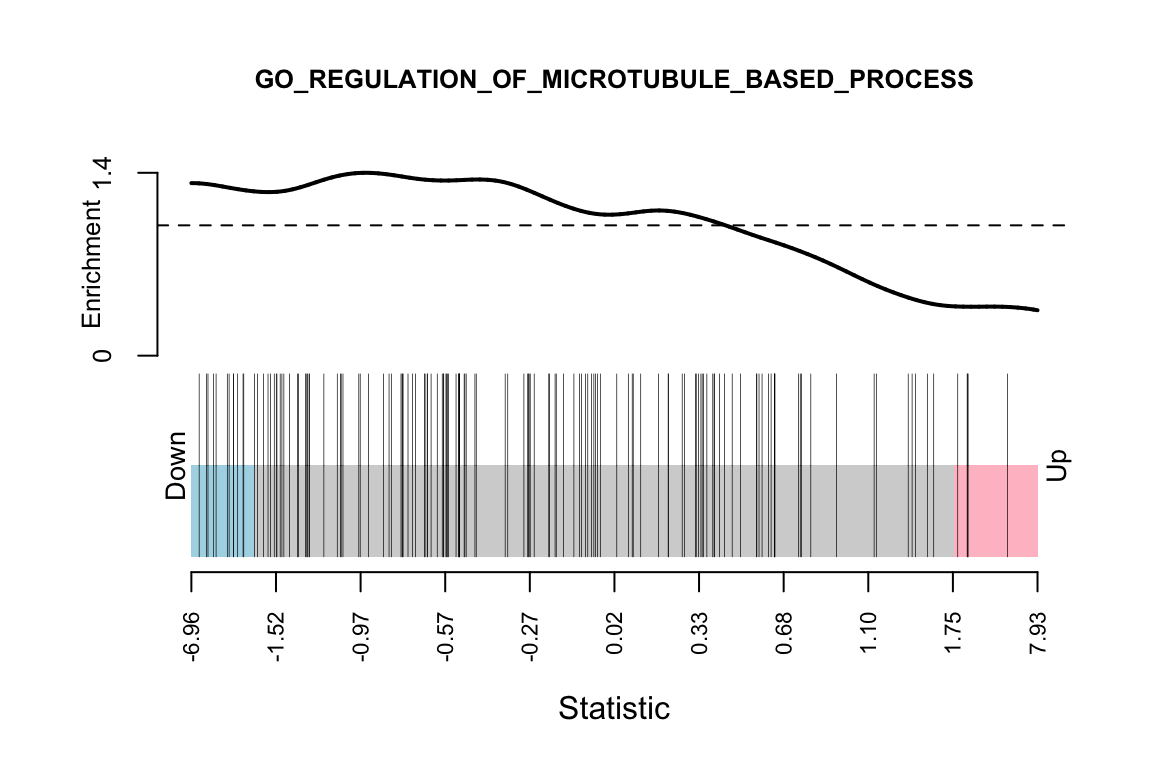 GO_REGULATION_OF_MICROTUBULE_BASED_PROCESS
Enrichment
1.4
0
Down
Up
-6.96
-1.52
-0.97
-0.57
-0.27
0.02
0.33
0.68
1.10
1.75
7.93
Statistic